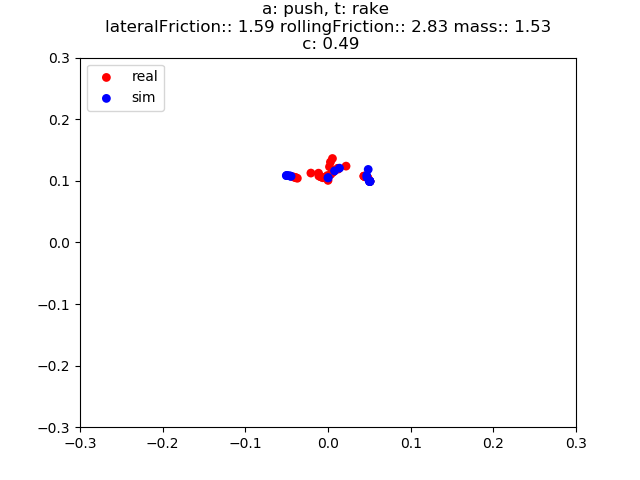 a: push, t: rake
lateralFriction:: 1.59 rollingFriction:: 2.83 mass:: 1.53
c: 0.49
real
sim
0.3
0.2
0.1
0.0
−0.1
−0.2
−0.3
−0.3 −0.2 −0.1 0.0 0.1 0.2 0.3